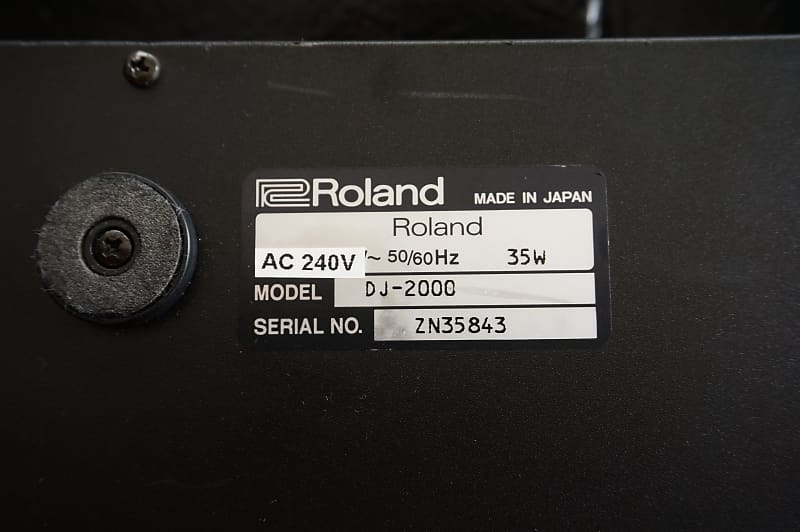 Roland MADE IN JAPAN
Roland
AC 240V ~ 50/60Hz 35W
MODEL DJ-2000
SERIAL NO. ZN35843